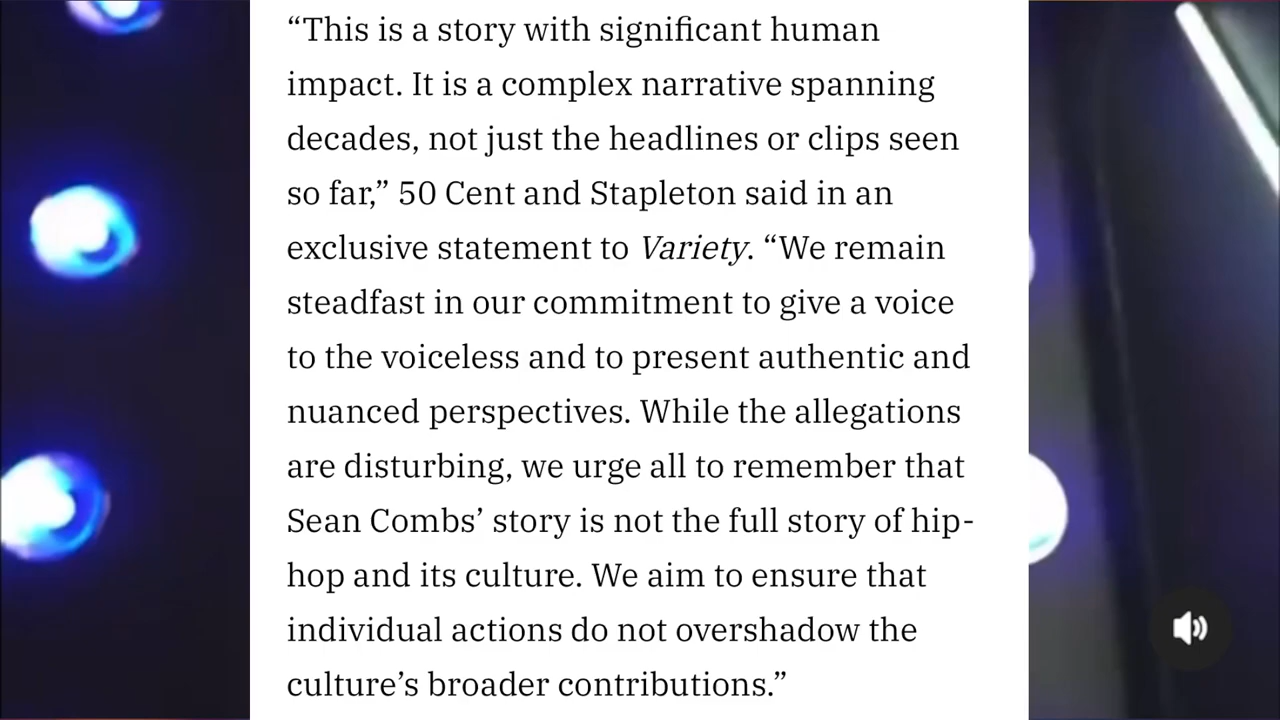 “This is a story with significant human
impact. It is a complex narrative spanning
decades, not just the headlines or clips seen
so far,” 50 Cent and Stapleton said in an
exclusive statement to Variety. “We remain
steadfast in our commitment to give a voice
to the voiceless and to present authentic and
nuanced perspectives. While the allegations
are disturbing, we urge all to remember that
Sean Combs’ story is not the full story of hip-
hop and its culture. We aim to ensure that
individual actions do not overshadow the
culture’s broader contributions.”